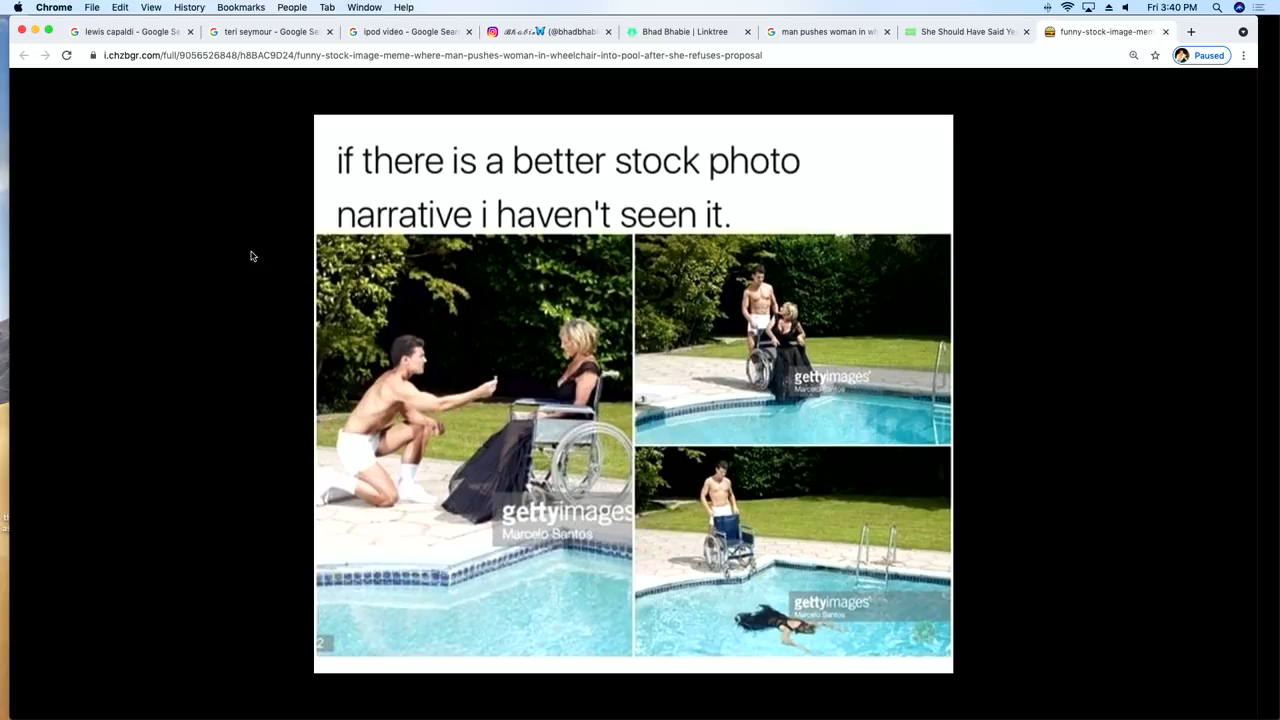 Chrome File Edit View History Bookmarks People Tab Window Help Fri 3:40 PM
lewis capaldi - Google Se
teri seymour - Google Se
ipod video - Google Sear
(@bhadbhabi
Bhad Bhabie | Linktree
man pushes woman in wh
She Should Have Said Yes
funny-stock-image-mem
i.chzbgr.com/full/9056526848/h8BAC9D24/funny-stock-image-meme-where-man-pushes-woman-in-wheelchair-into-pool-after-she-refuses-proposal
Paused
if there is a better stock photo
narrative i haven't seen it.
gettyimages
Marcelo Santos
gettyimages
Marcelo Santos
gettyimages
Marcelo Santos
2